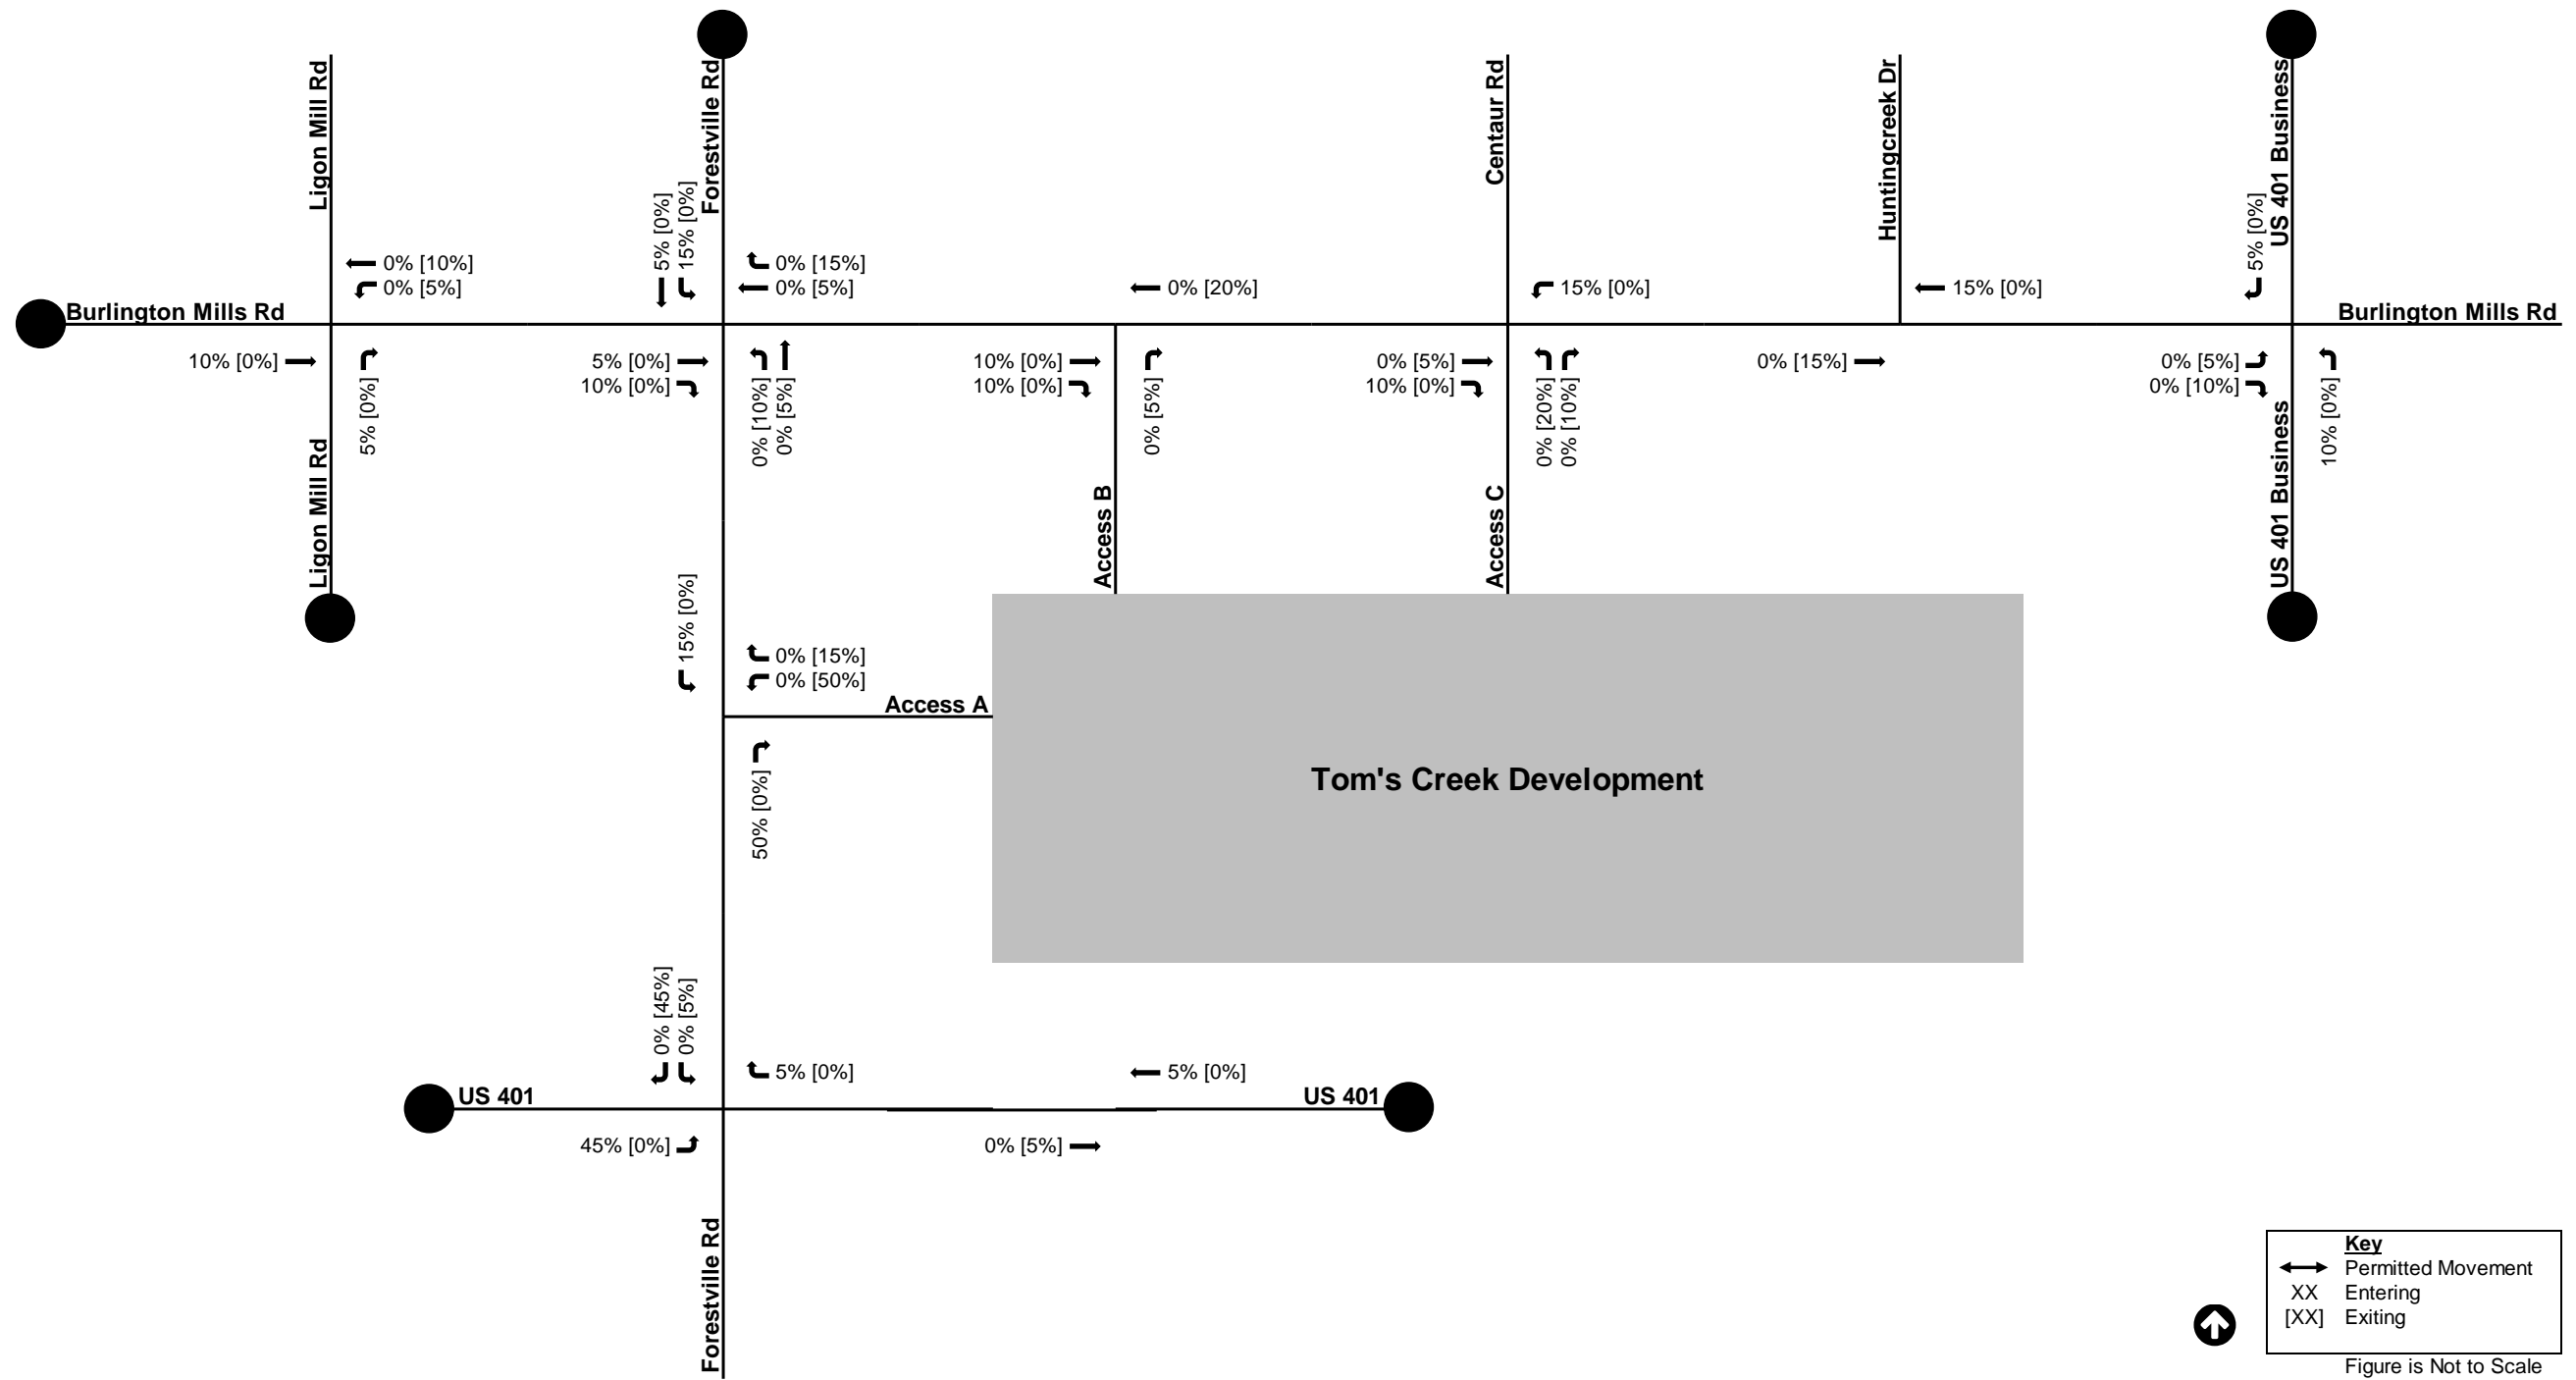 Ligon Mill Rd
Forestville Rd
Centaur Rd
Huntingcreek Dr
US 401 Business
5% [0%]
15% [0%]
5% [0%]
0% [10%]
0% [5%]
0% [15%]
0% [5%]
0% [20%]
15% [0%]
15% [0%]
Burlington Mills Rd
Burlington Mills Rd
10% [0%]
5% [0%]
5% [0%]
10% [0%]
0% [10%]
0% [5%]
10% [0%]
10% [0%]
0% [5%]
0% [5%]
10% [0%]
0% [20%]
0% [10%]
0% [15%]
0% [5%]
0% [10%]
10% [0%]
Ligon Mill Rd
Access B
Access C
US 401 Business
15% [0%]
0% [15%]
0% [50%]
Access A
50% [0%]
Tom's Creek Development
0% [45%]
0% [5%]
5% [0%]
5% [0%]
US 401
US 401
45% [0%]
0% [5%]
Forestville Rd
Key
Permitted Movement
XX Entering
[XX] Exiting
Figure is Not to Scale